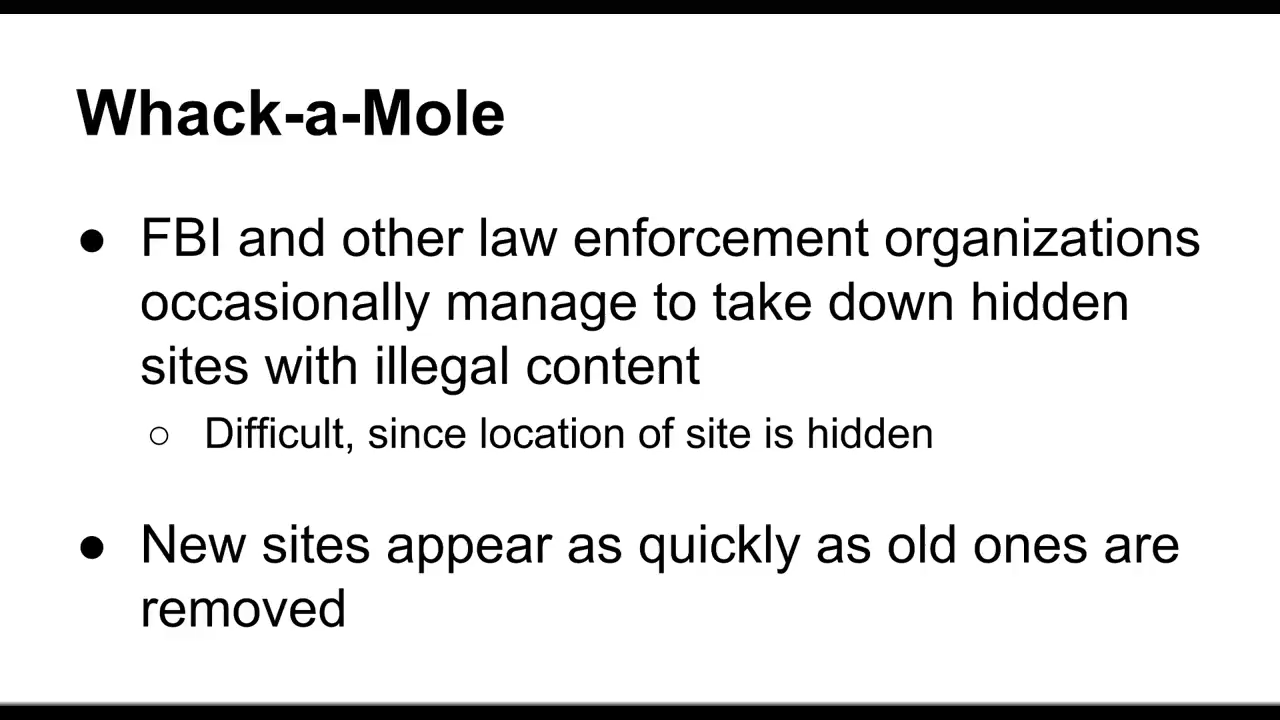 Whack-a-Mole
● FBI and other law enforcement organizations
occasionally manage to take down hidden
sites with illegal content
○ Difficult, since location of site is hidden
● New sites appear as quickly as old ones are
removed